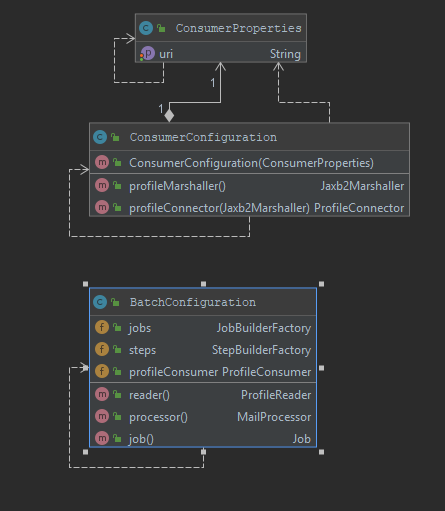 C ConsumerProperties
p uri String
1
1
C ConsumerConfiguration
m ConsumerConfiguration(ConsumerProperties)
m profileMarshaller() Jaxb2Marshaller
m profileConnector(Jaxb2Marshaller) ProfileConnector
C BatchConfiguration
f jobs JobBuilderFactory
f steps StepBuilderFactory
f profileConsumer ProfileConsumer
m reader() ProfileReader
m processor() MailProcessor
m job() Job